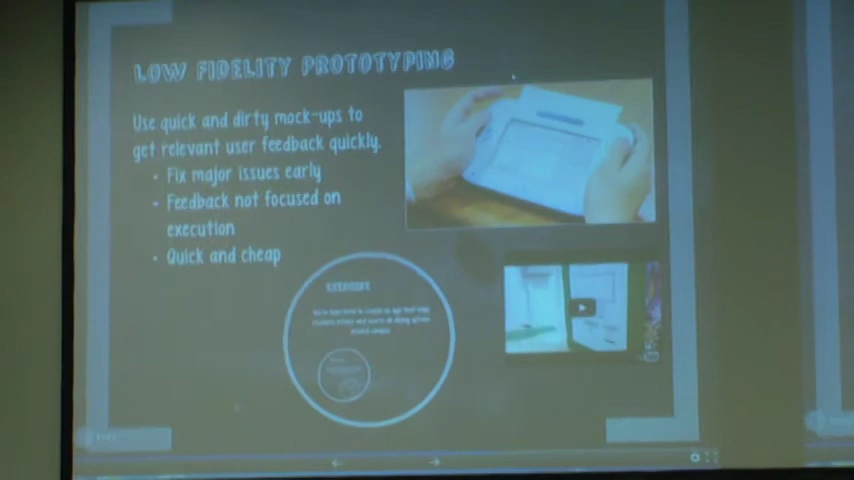 LOW FIDELITY PROTOTYPING
Use quick and dirty mock-ups to
get relevant user feedback quickly.
• Fix major issues early
• Feedback not focused on
execution
• Quick and cheap
EXERCISE